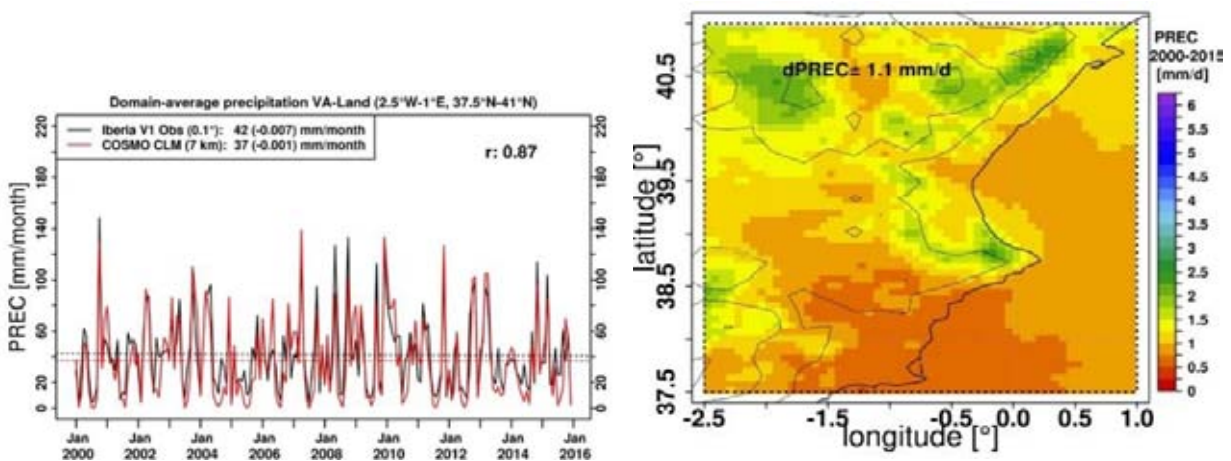 Domain-average precipitation VA-Land (2.5°W-1°E, 37.5°N-41°N)
Iberia V1 Obs (0.1°): 42 (-0.007) mm/month
COSMO CLM (7 km): 37 (-0.001) mm/month
r: 0.87
PREC [mm/month]
220
180
140
100
60
20
0
220
180
140
100
60
20
0
Jan Jan Jan Jan Jan Jan Jan Jan Jan
2000 2002 2004 2006 2008 2010 2012 2014 2016
dPREC= 1.1 mm/d
latitude [°]
40.5
39.5
38.5
37.5
-2.5 -1.5 -0.5 0.0 0.5 1.0
longitude [°]
PREC
2000-2015
[mm/d]
6
5
4.5
4
3.5
3
2.5
2
1.5
1
0.5
0